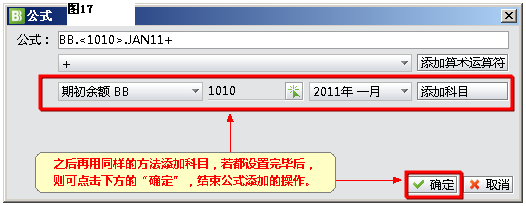 公式
图17
公式： BB.<1010>.JAN11+
+
添加算术运算符
期初余额 BB 1010 2011年 一月 添加科目
之后再用同样的方法添加科目，若都设置完毕后，
则可点击下方的“确定”，结束公式添加的操作。
确定 取消